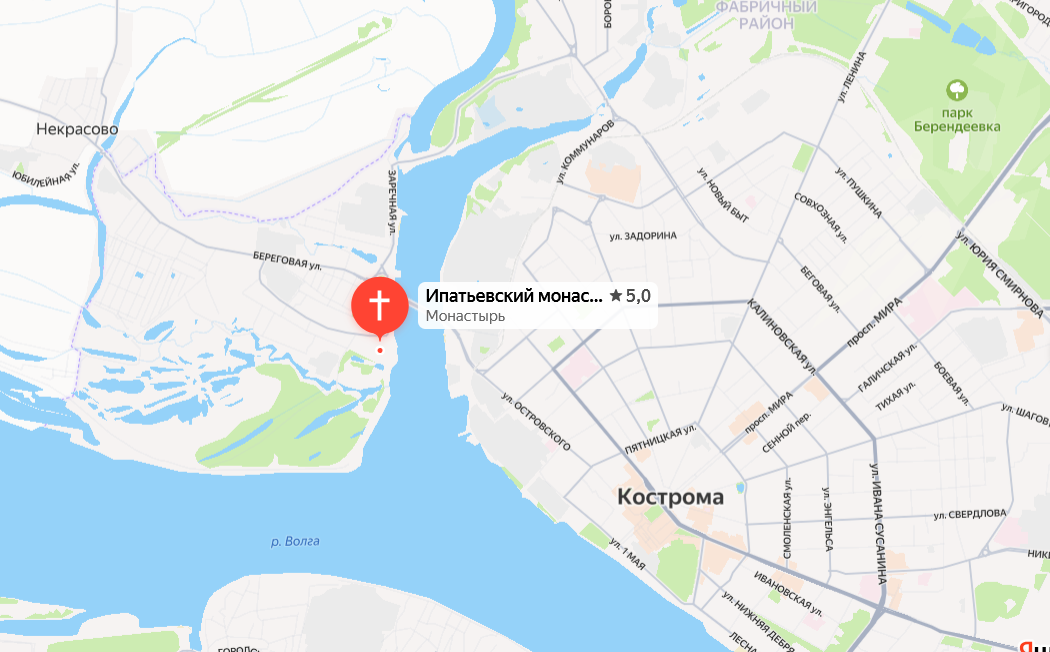 ФАБРИЧНЫЙ
РАЙОН
ул. ЛЕНИНА
парк
Берендеевка
Некрасово
ЮБИЛЕЙНАЯ ул.
ЗАРЕЧНАЯ ул.
ул. КОММУНАРОВ
ул. НОВЫЙ БЫТ
ул. ПУШКИНА
СОВХОЗНАЯ ул.
ул. ЗАДОРИНА
БЕРЕГОВАЯ ул.
ул. ЮРИЯ СМИРНОВА
БЕГОВАЯ ул.
Ипатьевский монас... ★ 5,0
Монастырь
КАЛИНОВСКАЯ ул.
просп. МИРА
ГАЛИЧСКАЯ ул.
ТИХАЯ ул.
БОЕВАЯ ул.
ул. ОСТРОВСКОГО
просп. МИРА
СЕННОЙ пер.
ПЯТНИЦКАЯ ул.
Кострома
СМОЛЕНСКАЯ ул.
ул. ЭНГЕЛЬСА
ул. ИВАНА СУСАНИНА
ул. СВЕРДЛОВА
р. Волга
ул. 1 МАЯ
ИВАНОВСКАЯ ул.
ул. НИЖНЯЯ ДЕБРЯ